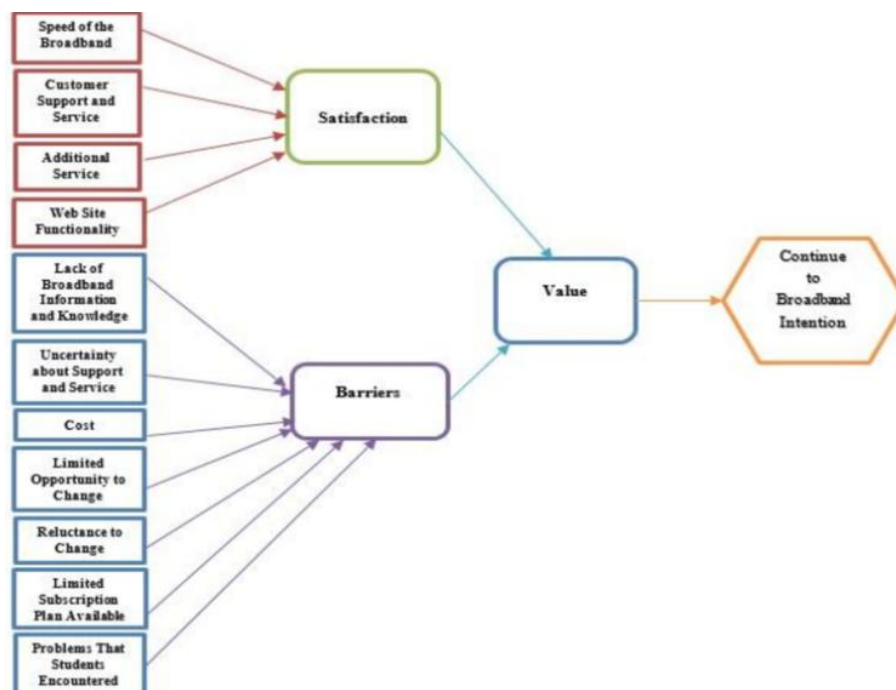 Speed of the
Broadband
Customer
Support and
Service
Additional
Service
Web Site
Functionality
Lack of
Broadband
Information
and Knowledge
Uncertainty
about Support
and Service
Cost
Limited
Opportunity to
Change
Reluctance to
Change
Limited
Subscription
Plan Available
Problems That
Students
Encountered
Satisfaction
Barriers
Value
Continue
to
Broadband
Intention